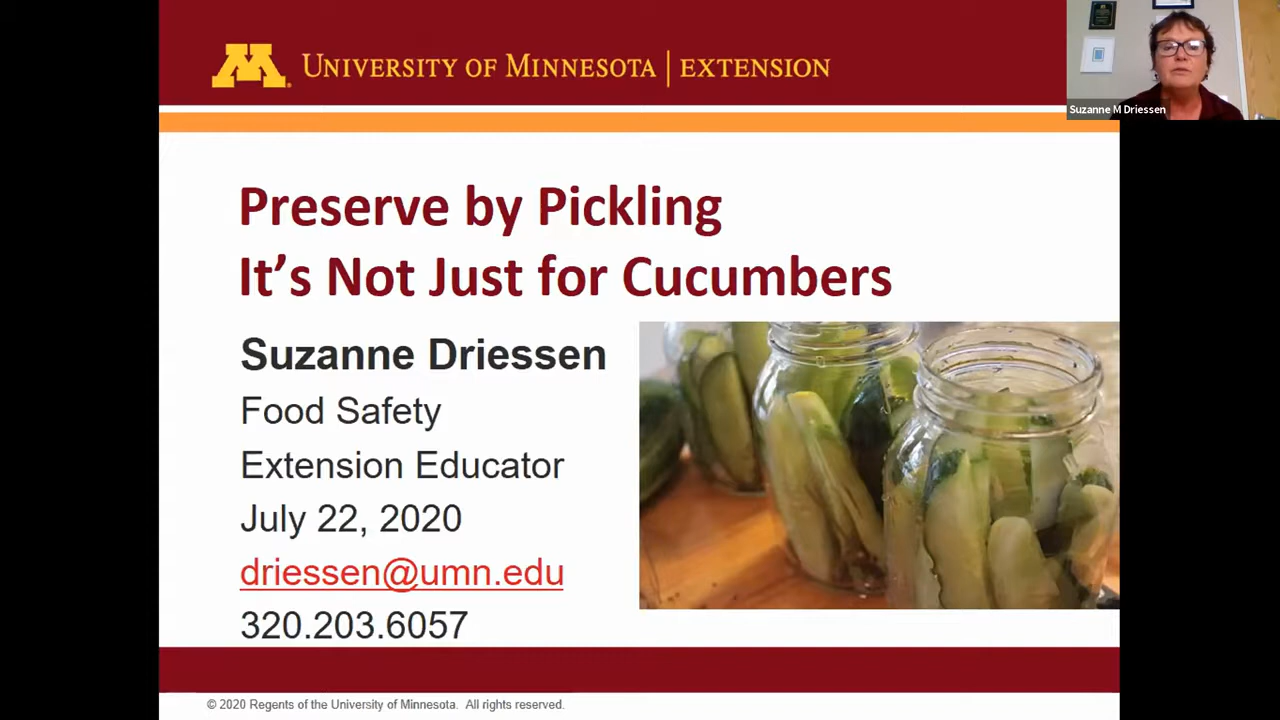 UNIVERSITY OF MINNESOTA | EXTENSION
Suzanne M Driessen
Preserve by Pickling
It's Not Just for Cucumbers
Suzanne Driessen
Food Safety
Extension Educator
July 22, 2020
driessen@umn.edu
320.203.6057
© 2020 Regents of the University of Minnesota. All rights reserved.